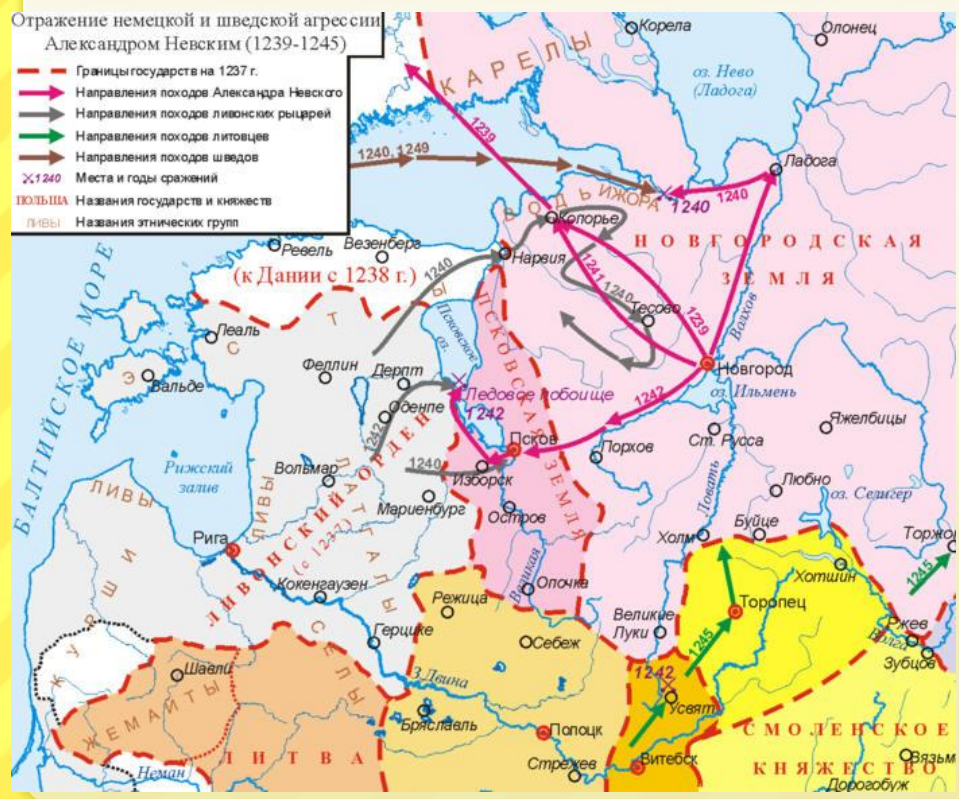 Отражение немецкой и шведской агрессии
Александром Невским (1239-1245)
Границы государств на 1237 г.
Направления походов Александра Невского
Направления походов ливонских рыцарей
Направления походов литовцев
Направления походов шведов
1240 Места и годы сражений
ПОЛЬША Названия государств и княжеств
ЛИВЫ Названия этнических групп
Корела
Олонец
КАРЕЛЫ
оз. Нево
(Ладога)
1239
1240, 1249
Ладога
1240
1240
ВОДЬ
ИЖОРА
Копорье
НОВГОРОДСКАЯ
ЗЕМЛЯ
Ревель
Везенберг
Нарвия
(к Дании с 1238 г.)
1240
1241
1240
Тесово
1239
Волхов
БАЛТИЙСКОЕ МОРЕ
Леаль
ЭСТЫ
Псковское
оз.
ПСКОВСКАЯ ЗЕМЛЯ
Феллин
Дерпт
Вальде
Новгород
оз. Ильмень
Ледовое побоище
1242
1242
Оденпе
1242
Яжелбицы
Ст. Русса
Псков
Порхов
Рижский
залив
Вольмар
1240
Изборск
Ловать
Любно
оз. Селигер
ЛИВЫ
ЛИВЫ
ЛИВОНСКИЙ ОРДЕН
(с 1237)
ЛАТГАЛЫ
Мариенбург
Остров
Холм
Буйце
Торжо
Рига
Великая
1245
Хотшин
Кокенгаузен
Опочка
КУРШИ
Режица
Торопец
Великие
Луки
Ржев
Волга
Зубцов
Герцике
Себеж
1245
СЕЛЫ
Шавли
З.Двина
1242
Усвят
ЖЕМАЙТЫ
Бряславль
Полоцк
СМОЛЕНСКОЕ
КНЯЖЕСТВО
ЛИТВА
Витебск
Вязьм
Неман
Стрежев
Дорогобуж